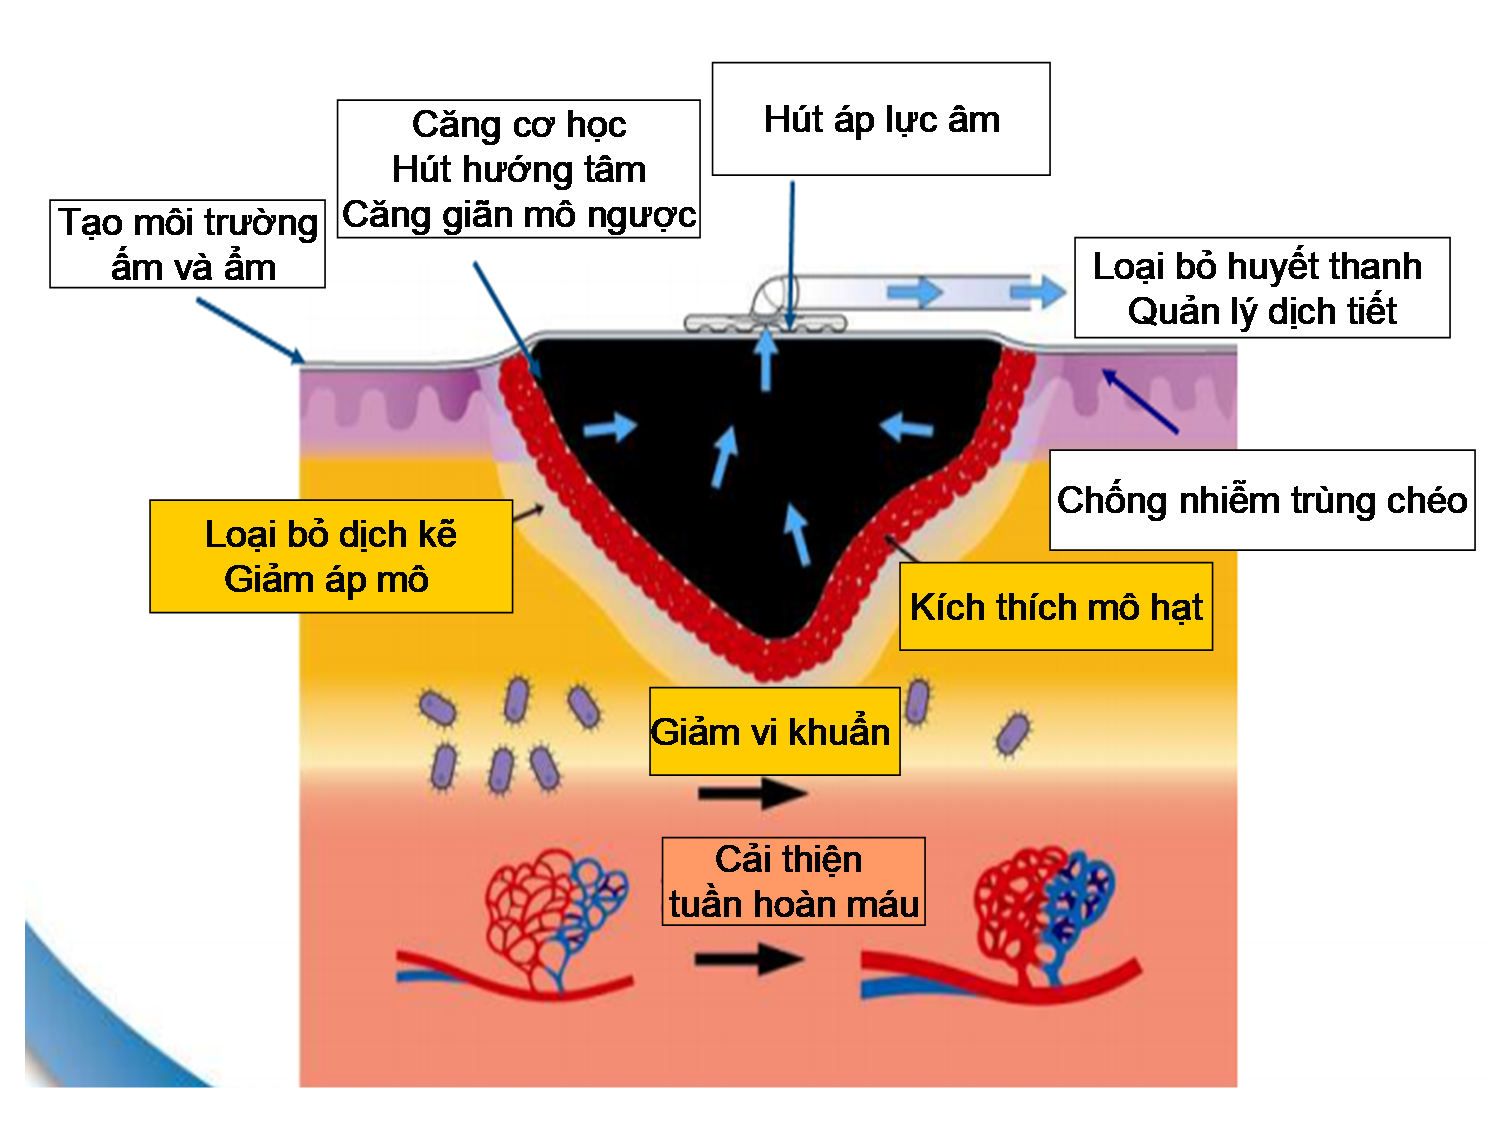 Hút áp lực âm
Căng cơ học
Hút hướng tâm
Căng giãn mô ngược
Tạo môi trường
ấm và ẩm
Loại bỏ huyết thanh
Quản lý dịch tiết
Chống nhiễm trùng chéo
Loại bỏ dịch kẽ
Giảm áp mô
Kích thích mô hạt
Giảm vi khuẩn
Cải thiện
tuần hoàn máu